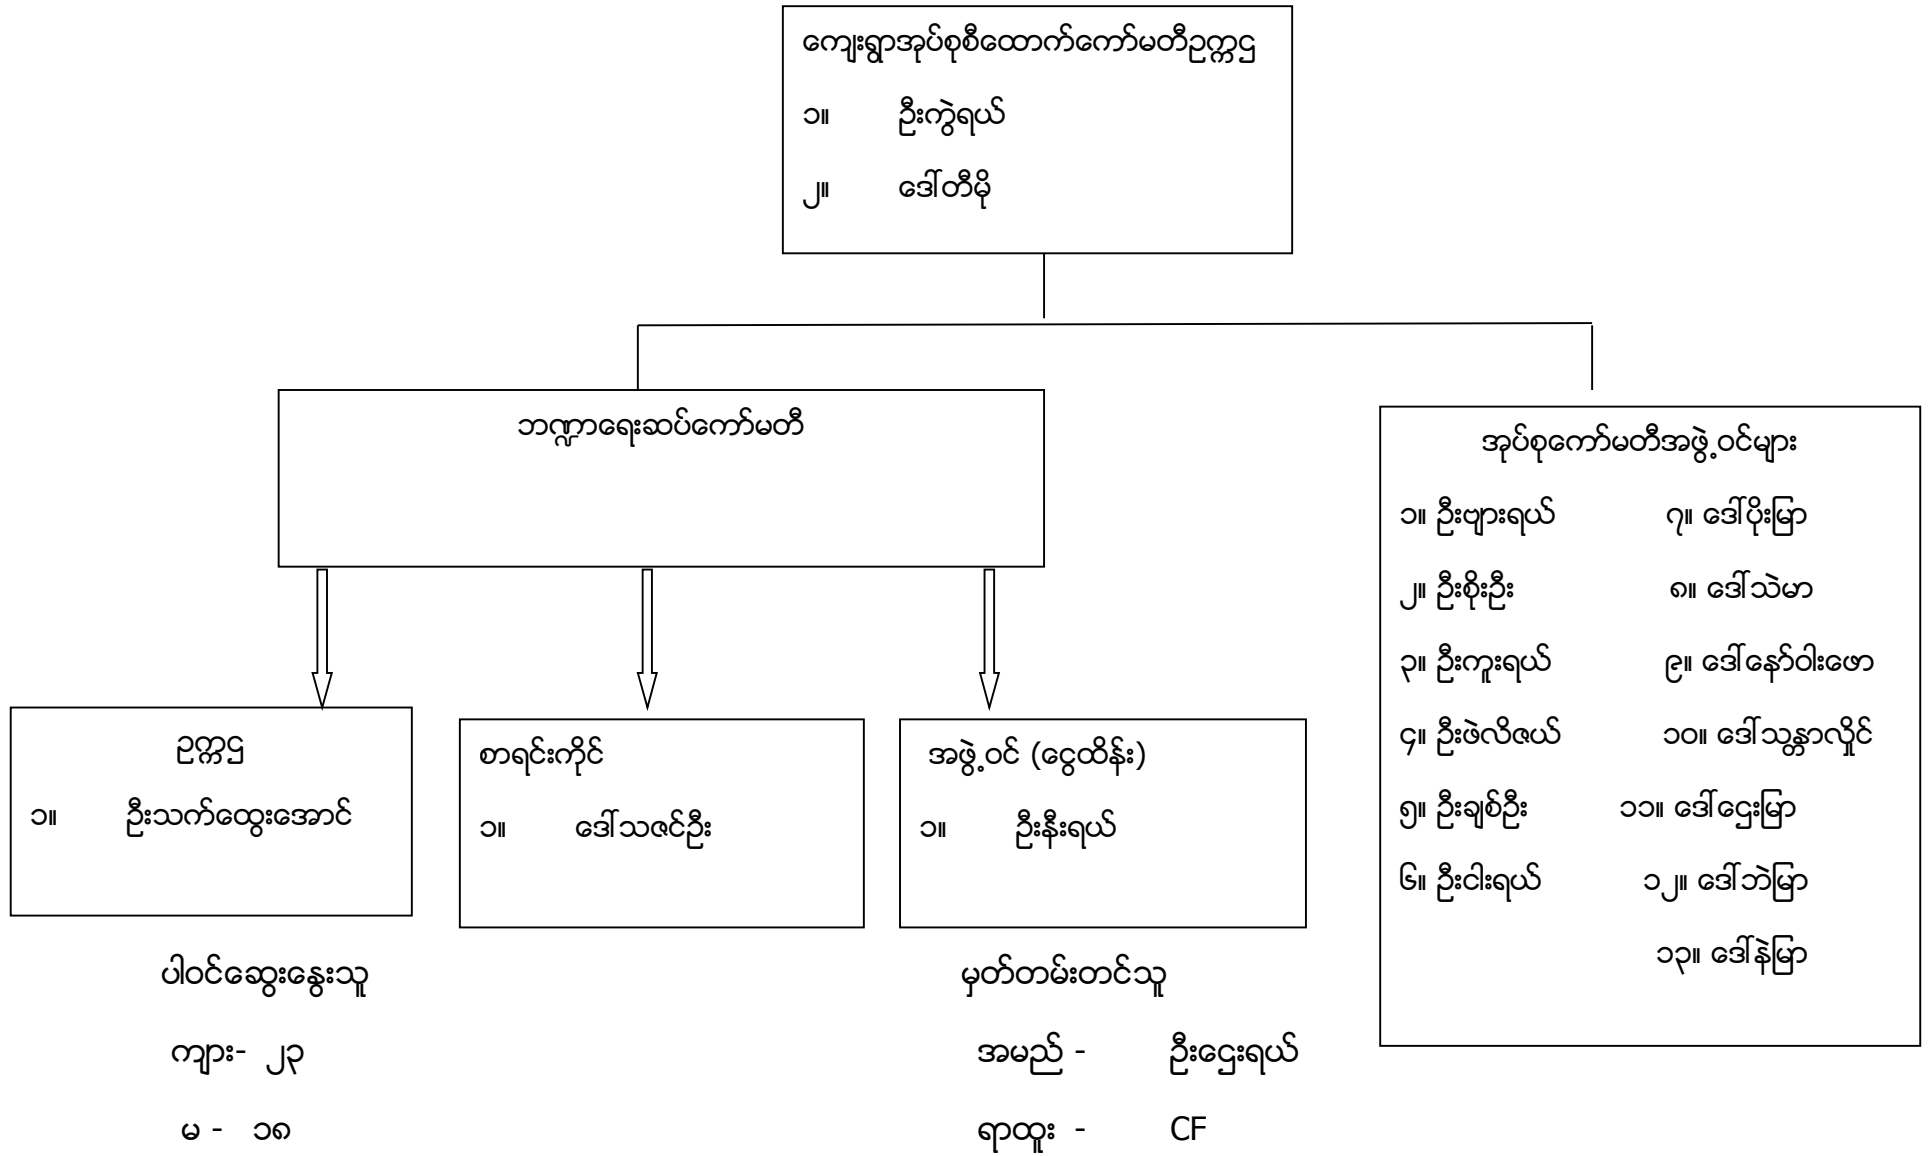 ကျေးရွာအုပ်စုစီထောက်ကော်မတီဥက္ကဌ
၁။ ဦးကွဲရယ်
၂။ ဒေါ်တီမို
ဘဏ္ဍာရေးဆပ်ကော်မတီ
ဥက္ကဌ
၁။ ဦးသက်ထွေးအောင်
စာရင်းကိုင်
၁။ ဒေါ်သဇင်ဦး
အဖွဲ့ဝင် (ငွေထိန်း)
၁။ ဦးနီးရယ်
အုပ်စုကော်မတီအဖွဲ့ဝင်များ
၁။ ဦးဗျားရယ် ၇။ ဒေါ်ပိုးမြာ
၂။ ဦးစိုးဦး ၈။ ဒေါ်သဲမာ
၃။ ဦးကူးရယ် ၉။ ဒေါ်နော်ဝါးဖော
၄။ ဦးဖဲလိဇယ် ၁၀။ ဒေါ်သန္တာလှိုင်
၅။ ဦးချစ်ဦး ၁၁။ ဒေါ်ဌေးမြာ
၆။ ဦးငါးရယ် ၁၂။ ဒေါ်ဘဲမြာ
၁၃။ ဒေါ်နဲမြာ
ပါဝင်ဆွေးနွေးသူ
ကျား- ၂၃
မ - ၁၈
မှတ်တမ်းတင်သူ
အမည် - ဦးဌေးရယ်
ရာထူး - CF